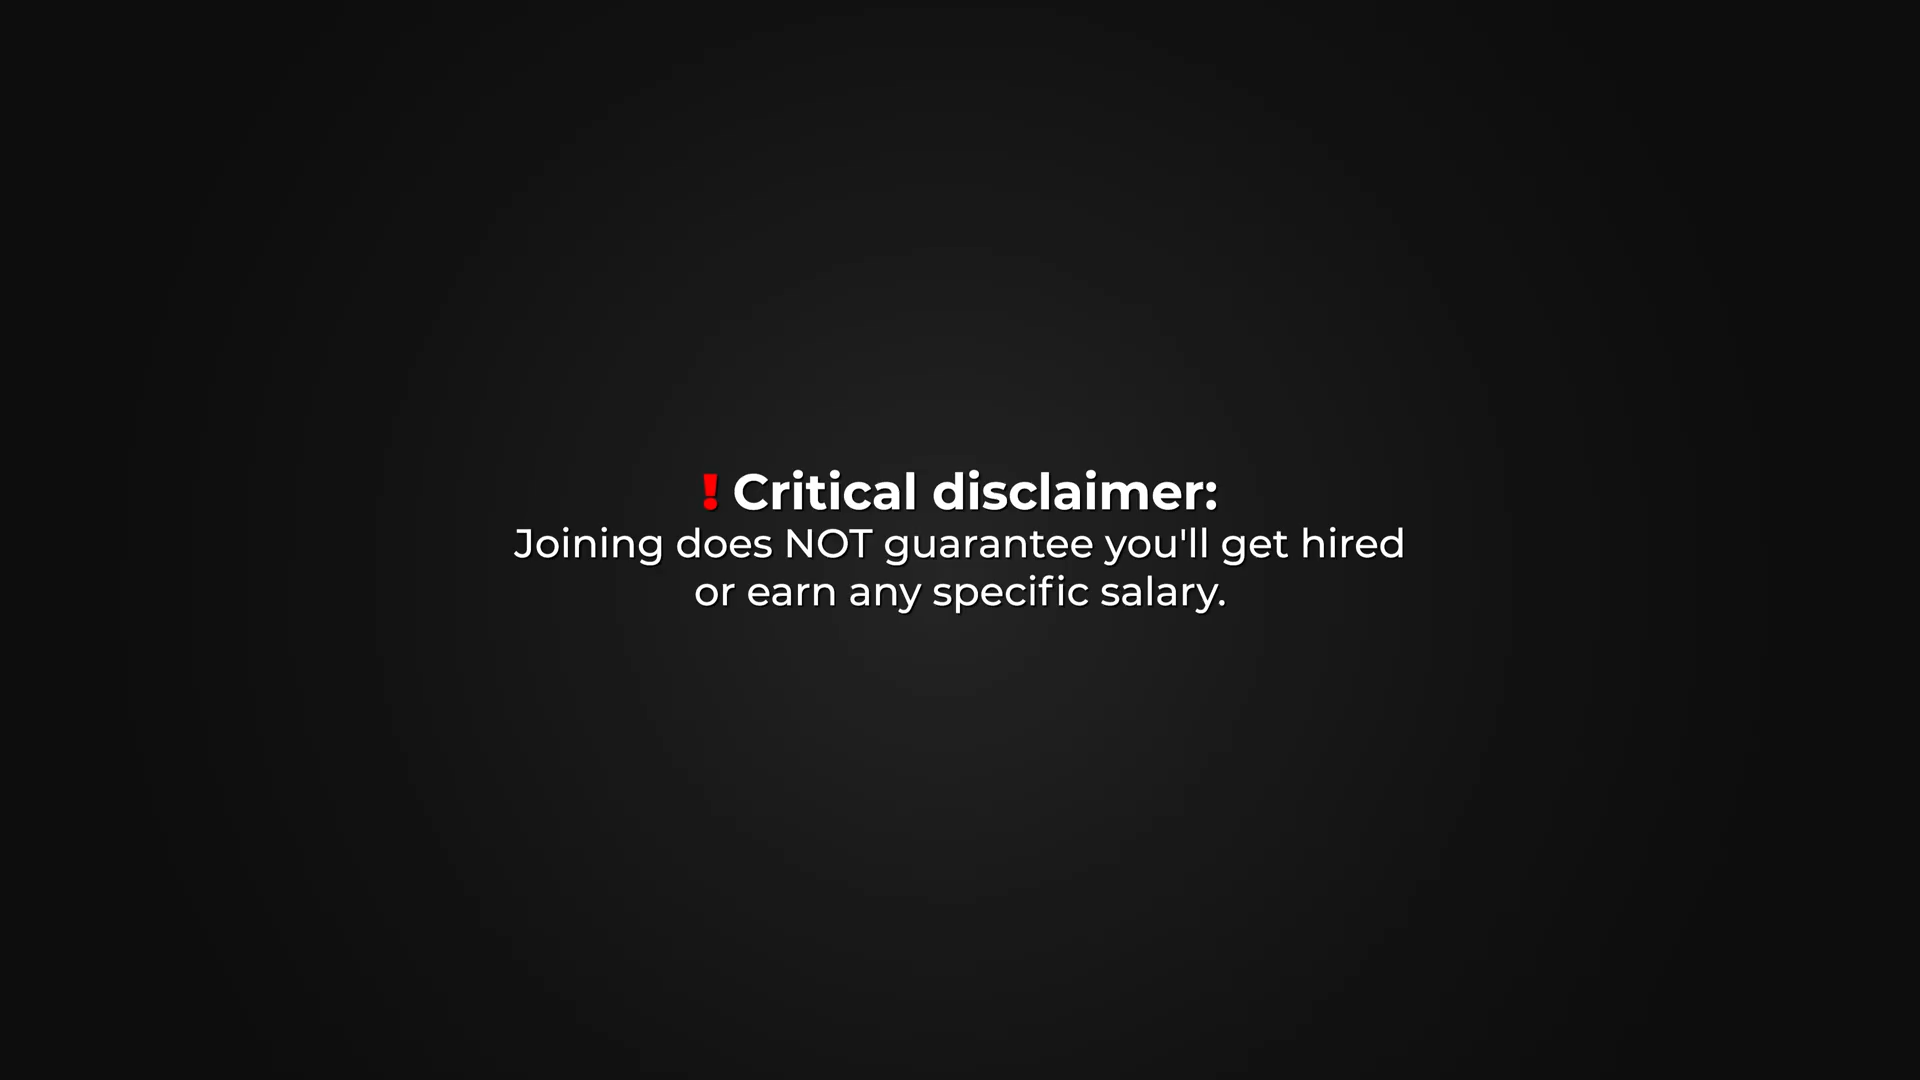 ! Critical disclaimer:
Joining does NOT guarantee you'll get hired
or earn any specific salary.